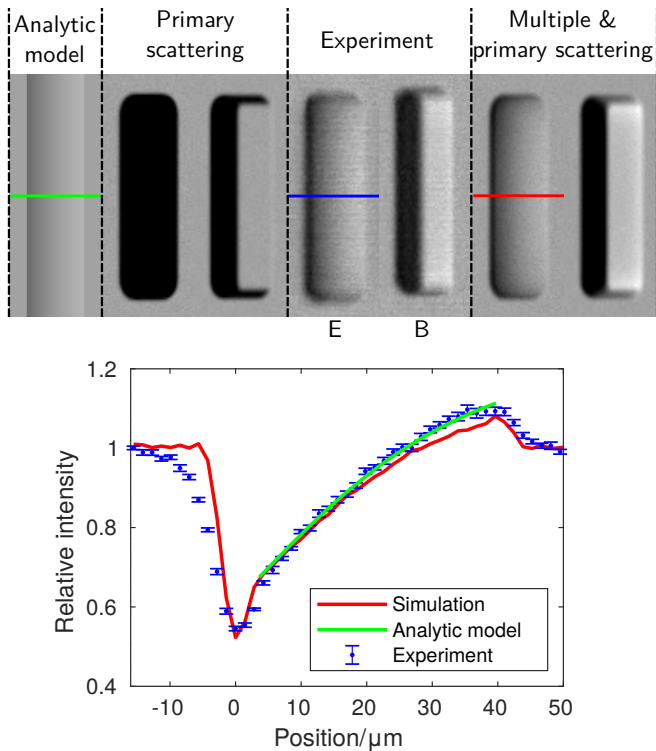 Analytic
model
Primary
scattering
Experiment
Multiple &
primary scattering
E
B
1.2
1
0.8
0.6
0.4
Relative intensity
Simulation
Analytic model
Experiment
-10
0
10
20
30
40
50
Position/µm